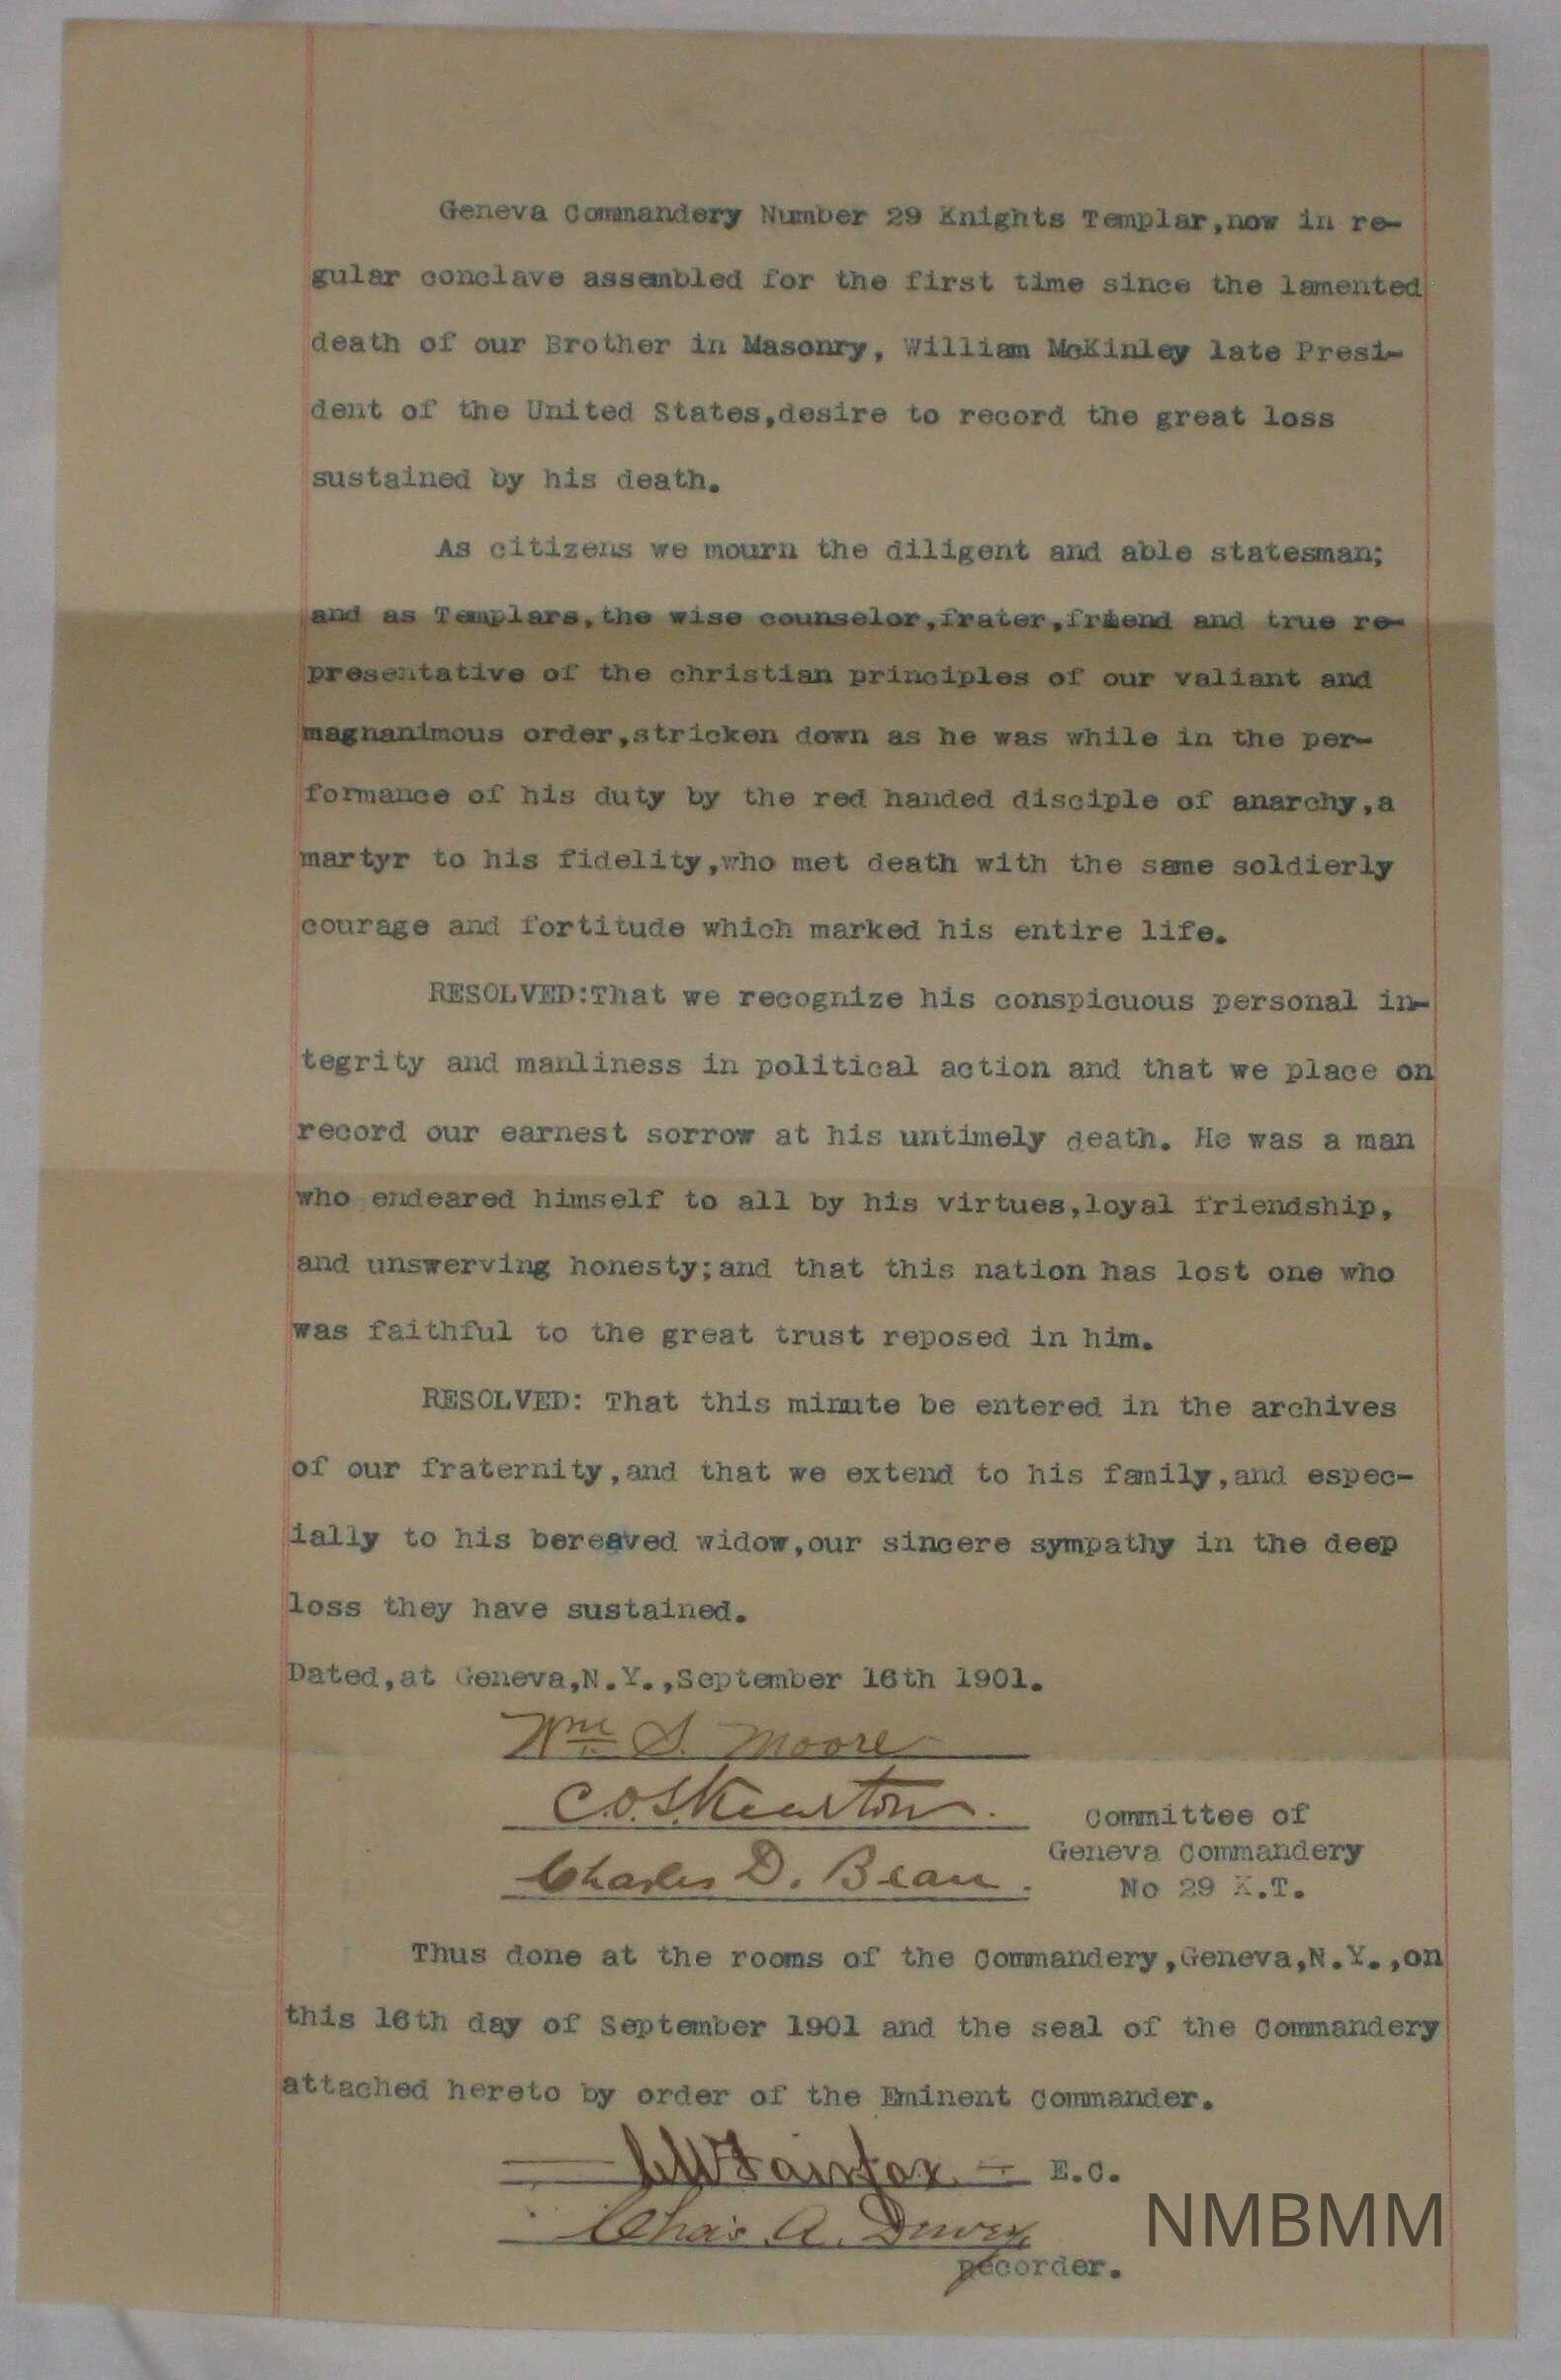 Geneva Commandery Number 29 Knights Templar,now in re-
gular conclave assembled for the first time since the lamented
death of our Brother in Masonry, William McKinley late Presi-
dent of the United States,desire to record the great loss
sustained by his death.
As citizens we mourn the diligent and able statesman;
and as Templars,the wise counselor,frater,friend and true re-
presentative of the christian principles of our valiant and
magnanimous order,stricken down as he was while in the per-
formance of his duty by the red handed disciple of anarchy,a
martyr to his fidelity,who met death with the same soldierly
courage and fortitude which marked his entire life.
RESOLVED:That we recognize his conspicuous personal in-
tegrity and manliness in political action and that we place on
record our earnest sorrow at his untimely death. He was a man
who endeared himself to all by his virtues,loyal friendship,
and unswerving honesty;and that this nation has lost one who
was faithful to the great trust reposed in him.
RESOLVED: That this minute be entered in the archives
of our fraternity,and that we extend to his family,and espec-
ially to his bereaved widow,our sincere sympathy in the deep
loss they have sustained.
Dated,at Geneva,N.Y.,September 16th 1901.
Wm S. Moore
C.O.Skuarton.
Charles D. Bean.
Committee of
Geneva Commandery
No 29 K.T.
Thus done at the rooms of the Commandery,Geneva,N.Y.,on
this 16th day of September 1901 and the seal of the Commandery
attached hereto by order of the Eminent Commander.
Fairfax E.C.
Chas A. Dewey
Recorder.
NMBMM